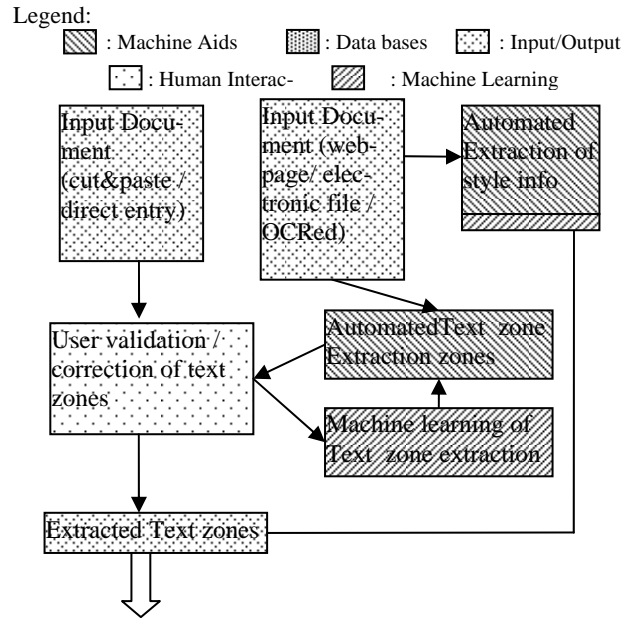 Legend:
: Machine Aids : Data bases : Input/Output
: Human Interac- : Machine Learning
Input Docu-
ment
(cut&paste /
direct entry)
Input Docu-
ment (web-
page/ elec-
tronic file /
OCRed)
Automated
Extraction of
style info
User validation /
correction of text
zones
AutomatedText zone
Extraction zones
Machine learning of
Text zone extraction
Extracted Text zones